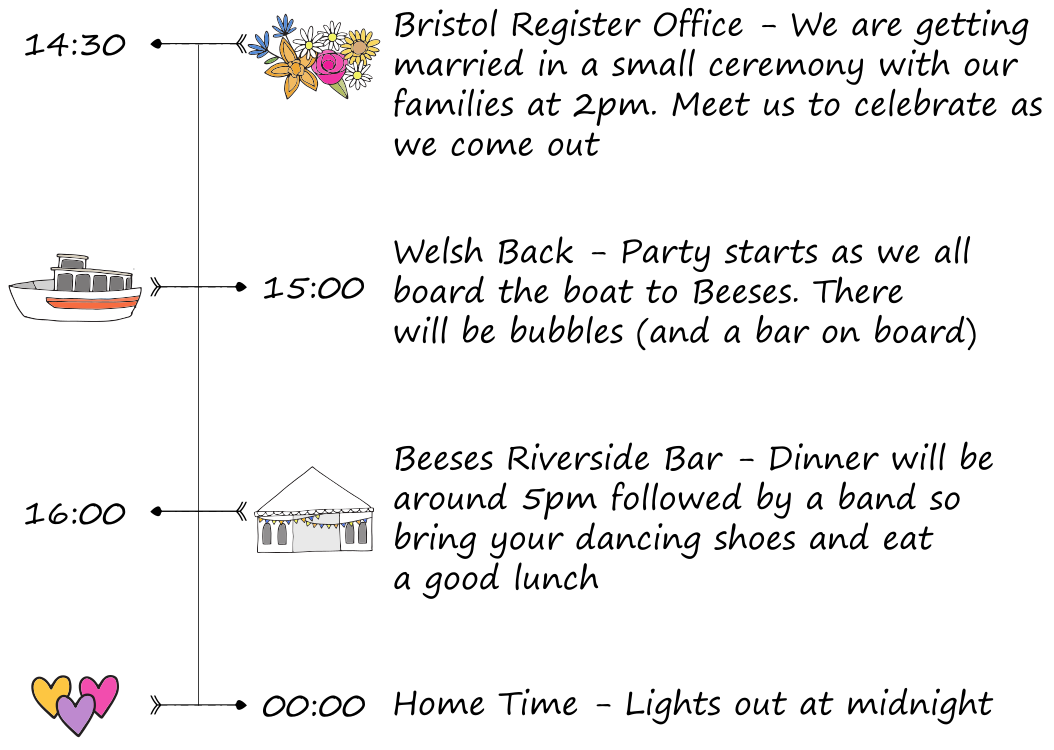 14:30
Bristol Register Office - We are getting
married in a small ceremony with our
families at 2pm. Meet us to celebrate as
we come out
15:00
Welsh Back - Party starts as we all
board the boat to Beeses. There
will be bubbles (and a bar on board)
16:00
Beeses Riverside Bar - Dinner will be
around 5pm followed by a band so
bring your dancing shoes and eat
a good lunch
00:00
Home Time - Lights out at midnight